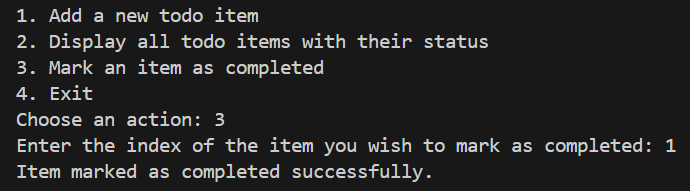 1. Add a new todo item
2. Display all todo items with their status
3. Mark an item as completed
4. Exit
Choose an action: 3
Enter the index of the item you wish to mark as completed: 1
Item marked as completed successfully.